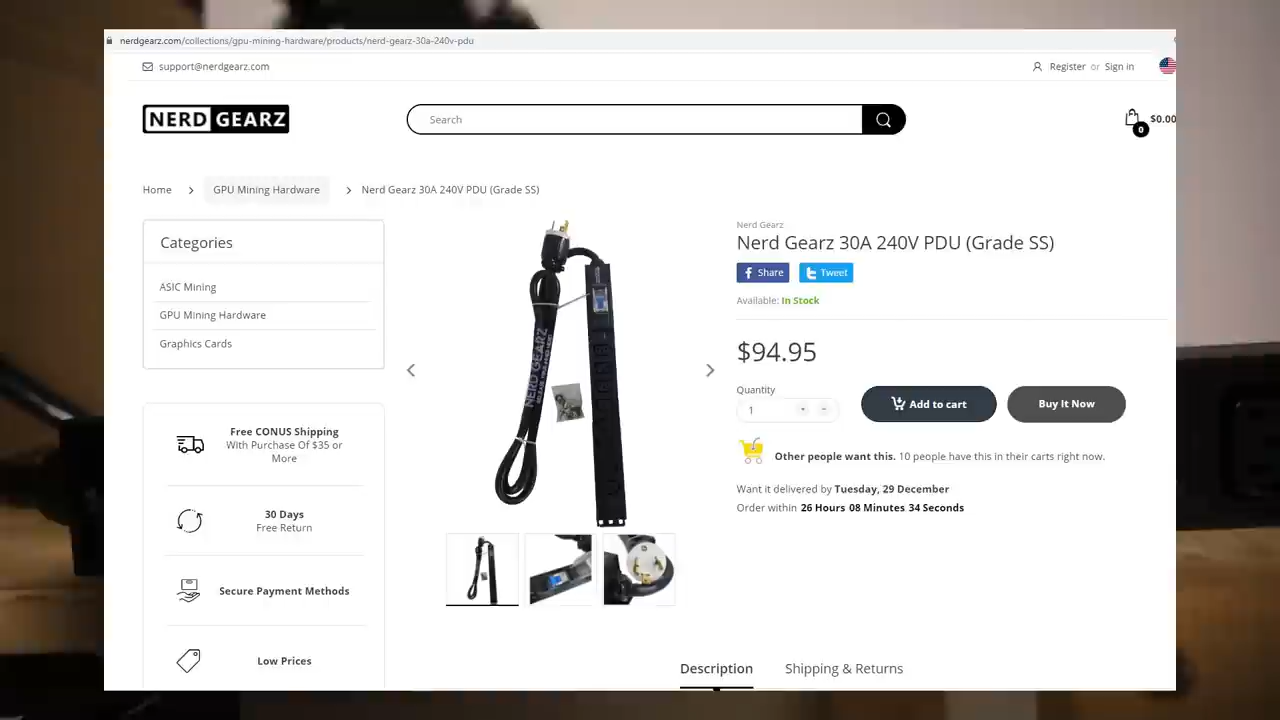 nerdgearz.com/collections/gpu-mining-hardware/products/nerd-gearz-30a-240v-pdu
support@nerdgearz.com
Register or Sign in
NERD GEARZ
Search
0
$0.00
Home > GPU Mining Hardware > Nerd Gearz 30A 240V PDU (Grade SS)
Categories
ASIC Mining
GPU Mining Hardware
Graphics Cards
Free CONUS Shipping
With Purchase Of $35 or
More
30 Days
Free Return
Secure Payment Methods
Low Prices
NERD GEARZ
Nerd Gearz
Nerd Gearz 30A 240V PDU (Grade SS)
Share
Tweet
Available: In Stock
$94.95
Quantity
1
+
-
Add to cart
Buy It Now
Other people want this. 10 people have this in their carts right now.
Want it delivered by Tuesday, 29 December
Order within 26 Hours 08 Minutes 34 Seconds
Description
Shipping & Returns